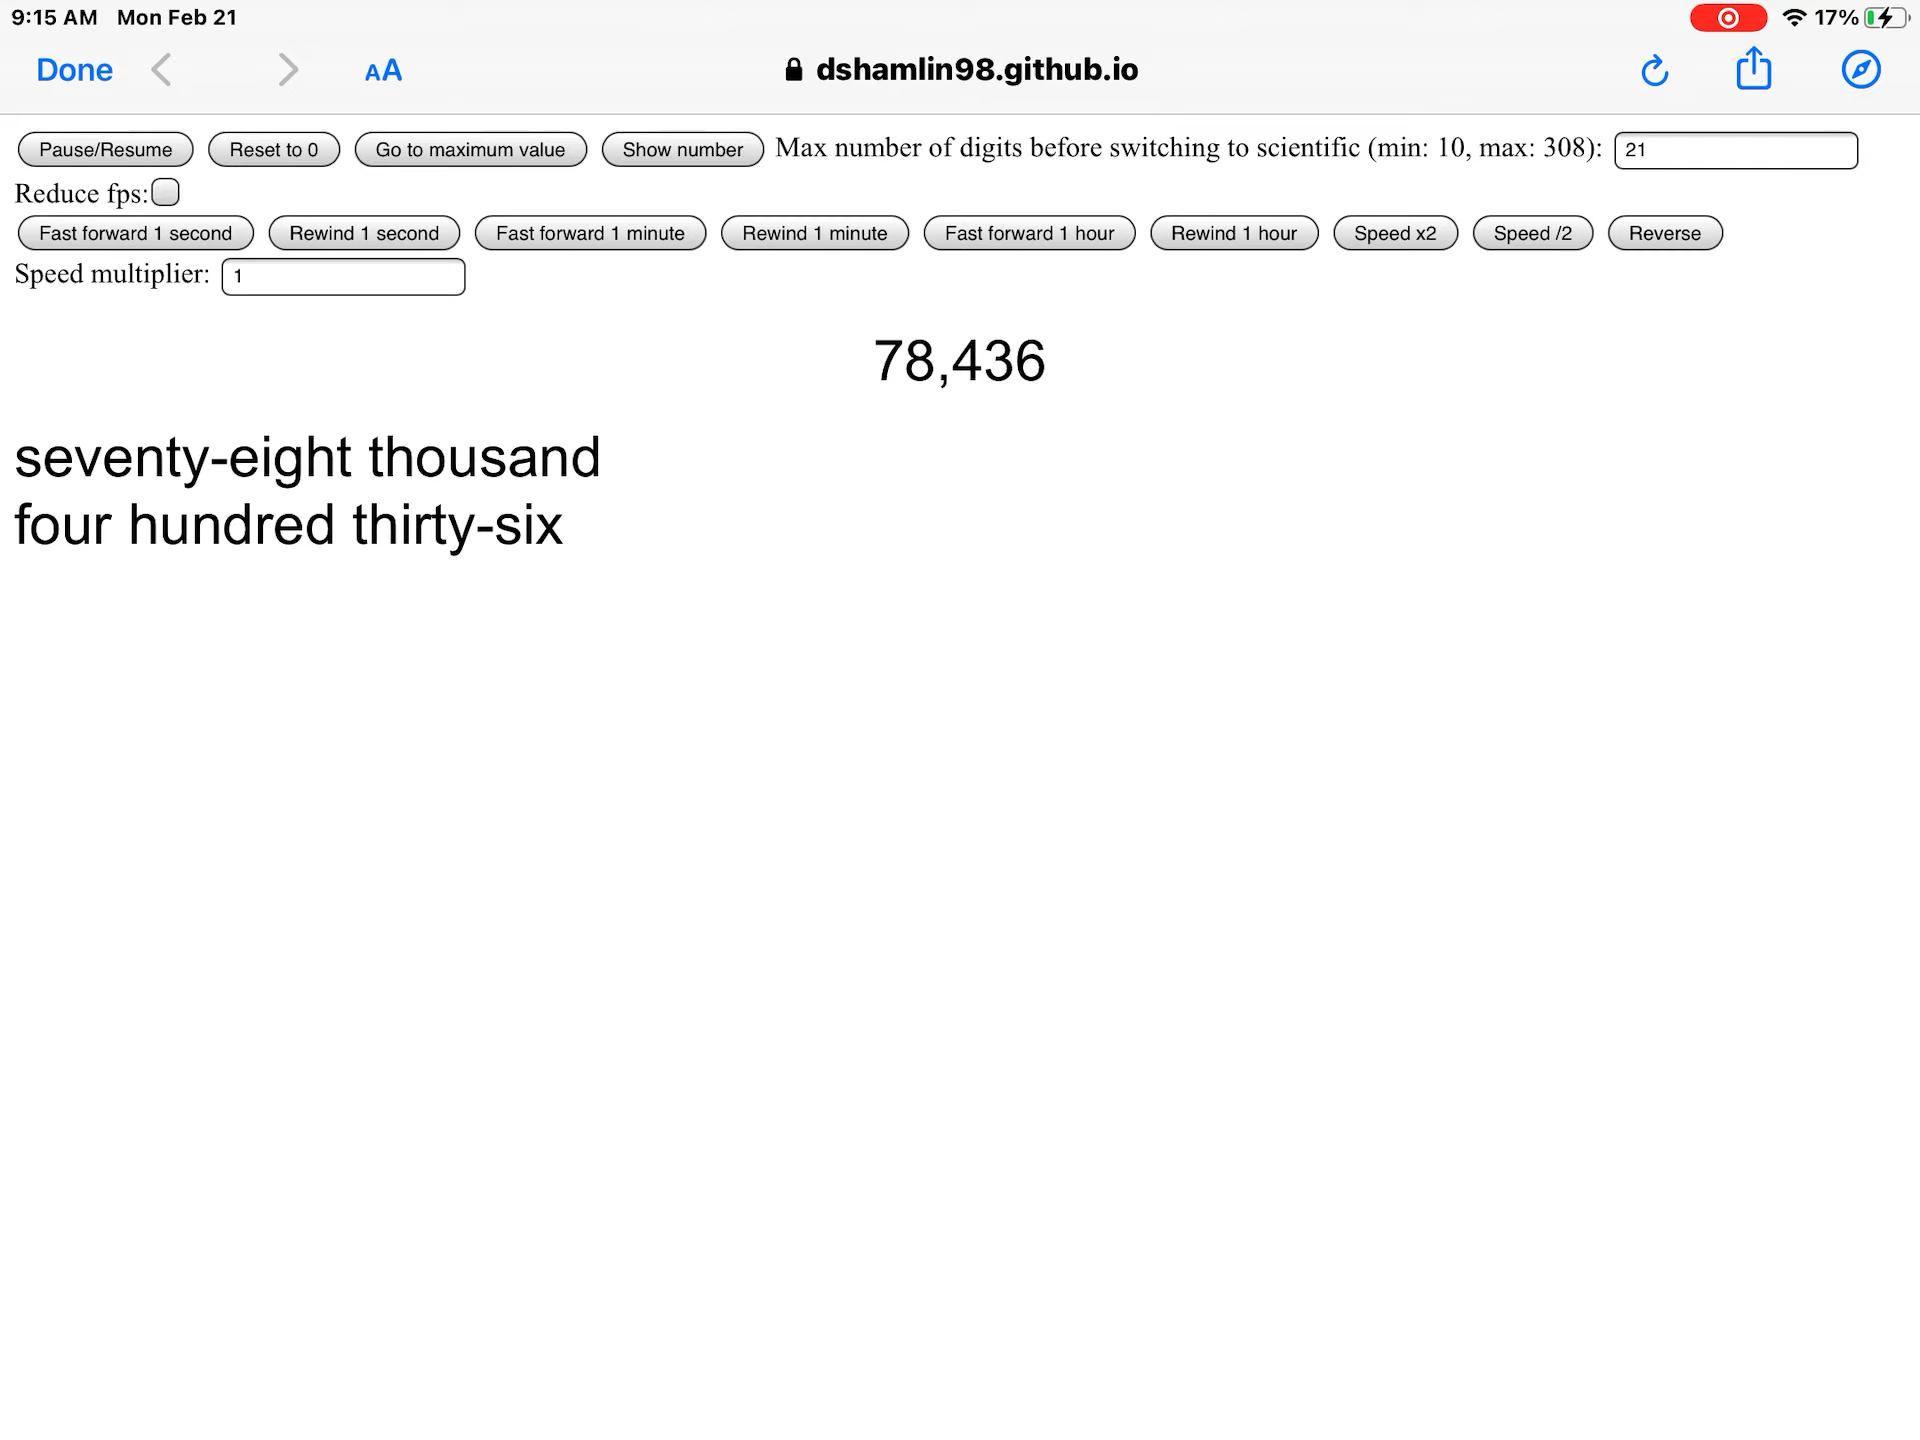 9:15 AM Mon Feb 21
17%
Done
AA
dshamlin98.github.io
Pause/Resume Reset to 0 Go to maximum value Show number Max number of digits before switching to scientific (min: 10, max: 308): 21
Reduce fps:
Fast forward 1 second Rewind 1 second Fast forward 1 minute Rewind 1 minute Fast forward 1 hour Rewind 1 hour Speed x2 Speed /2 Reverse
Speed multiplier: 1
78,436
seventy-eight thousand
four hundred thirty-six